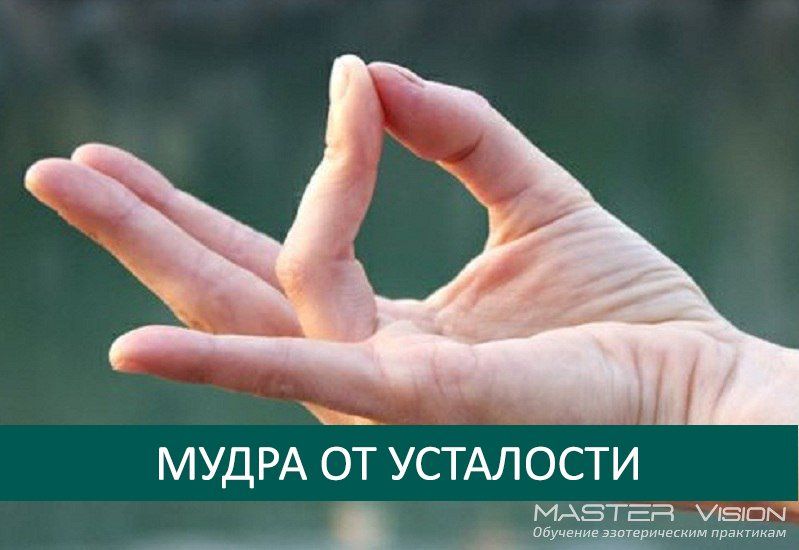 МУДРА ОТ УСТАЛОСТИ
MASTER VISION
Обучение эзотерическим практикам